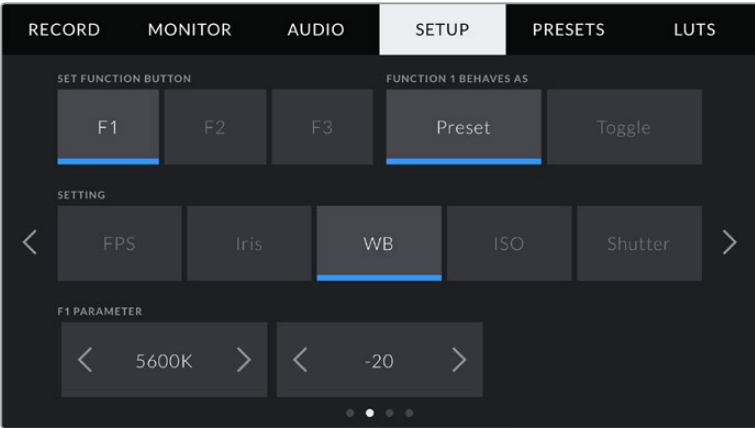 RECORD MONITOR AUDIO SETUP PRESETS LUTS
SET FUNCTION BUTTON FUNCTION 1 BEHAVES AS
F1 F2 F3 Preset Toggle
SETTING
FPS Iris WB ISO Shutter
F1 PARAMETER
5600K -20